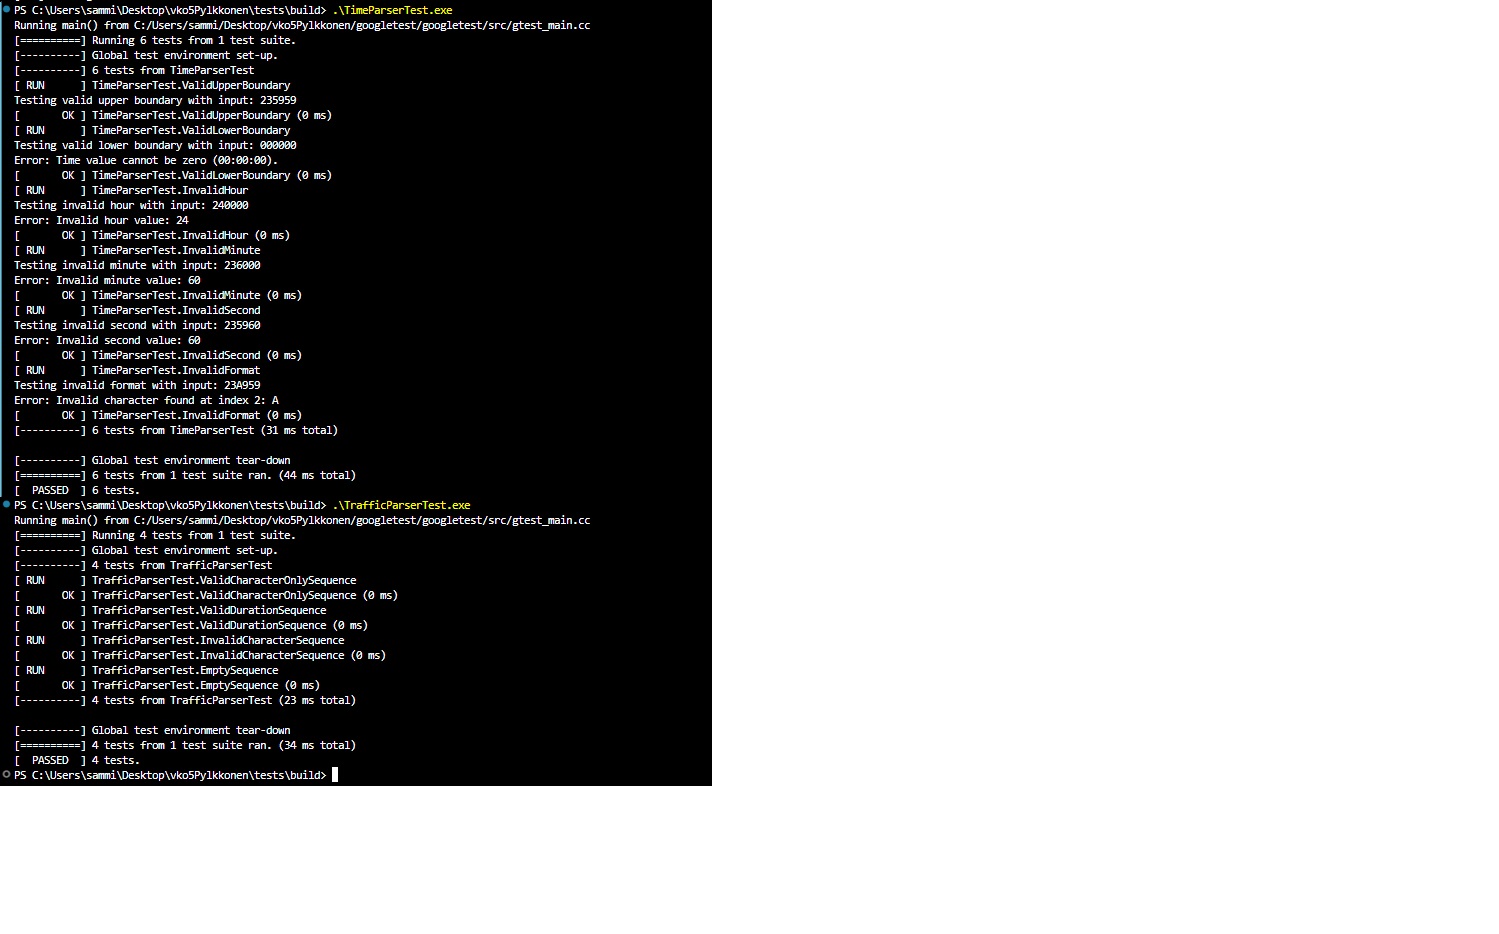 PS C:\Users\sammi\Desktop\vko5Pylkkonen\tests\build> .\TimeParserTest.exe
Running main() from C:/Users/sammi/Desktop/vko5Pylkkonen/googletest/googletest/src/gtest_main.cc
[==========] Running 6 tests from 1 test suite.
[----------] Global test environment set-up.
[----------] 6 tests from TimeParserTest
[ RUN      ] TimeParserTest.ValidUpperBoundary
Testing valid upper boundary with input: 235959
[       OK ] TimeParserTest.ValidUpperBoundary (0 ms)
[ RUN      ] TimeParserTest.ValidLowerBoundary
Testing valid lower boundary with input: 000000
Error: Time value cannot be zero (00:00:00).
[       OK ] TimeParserTest.ValidLowerBoundary (0 ms)
[ RUN      ] TimeParserTest.InvalidHour
Testing invalid hour with input: 240000
Error: Invalid hour value: 24
[       OK ] TimeParserTest.InvalidHour (0 ms)
[ RUN      ] TimeParserTest.InvalidMinute
Testing invalid minute with input: 236000
Error: Invalid minute value: 60
[       OK ] TimeParserTest.InvalidMinute (0 ms)
[ RUN      ] TimeParserTest.InvalidSecond
Testing invalid second with input: 235960
Error: Invalid second value: 60
[       OK ] TimeParserTest.InvalidSecond (0 ms)
[ RUN      ] TimeParserTest.InvalidFormat
Testing invalid format with input: 23A959
Error: Invalid character found at index 2: A
[       OK ] TimeParserTest.InvalidFormat (0 ms)
[----------] 6 tests from TimeParserTest (31 ms total)
[----------] Global test environment tear-down
[==========] 6 tests from 1 test suite ran. (44 ms total)
[  PASSED  ] 6 tests.
PS C:\Users\sammi\Desktop\vko5Pylkkonen\tests\build> .\TrafficParserTest.exe
Running main() from C:/Users/sammi/Desktop/vko5Pylkkonen/googletest/googletest/src/gtest_main.cc
[==========] Running 4 tests from 1 test suite.
[----------] Global test environment set-up.
[----------] 4 tests from TrafficParserTest
[ RUN      ] TrafficParserTest.ValidCharacterOnlySequence
[       OK ] TrafficParserTest.ValidCharacterOnlySequence (0 ms)
[ RUN      ] TrafficParserTest.ValidDurationSequence
[       OK ] TrafficParserTest.ValidDurationSequence (0 ms)
[ RUN      ] TrafficParserTest.InvalidCharacterSequence
[       OK ] TrafficParserTest.InvalidCharacterSequence (0 ms)
[ RUN      ] TrafficParserTest.EmptySequence
[       OK ] TrafficParserTest.EmptySequence (0 ms)
[----------] 4 tests from TrafficParserTest (23 ms total)
[----------] Global test environment tear-down
[==========] 4 tests from 1 test suite ran. (34 ms total)
[  PASSED  ] 4 tests.
PS C:\Users\sammi\Desktop\vko5Pylkkonen\tests\build>